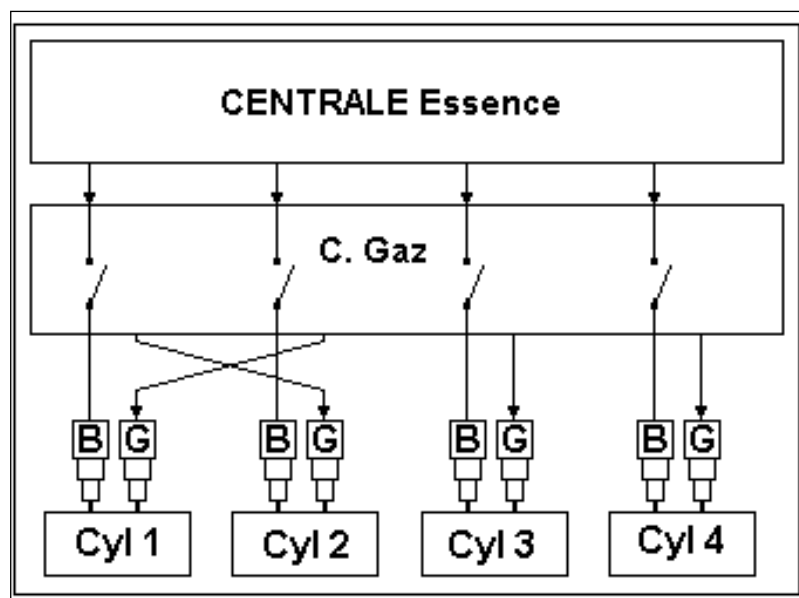 CENTRALE Essence
C. Gaz
B G B G B G B G
Cyl 1 Cyl 2 Cyl 3 Cyl 4